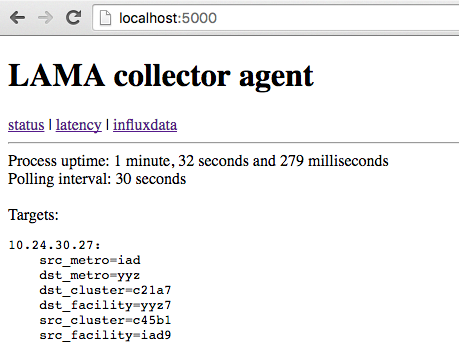 localhost:5000
LAMA collector agent
status | latency | influxdata
Process uptime: 1 minute, 32 seconds and 279 milliseconds
Polling interval: 30 seconds
Targets:
10.24.30.27:
src_metro=iad
dst_metro=yyz
dst_cluster=c21a7
dst_facility=yyz7
src_cluster=c45b1
src_facility=iad9